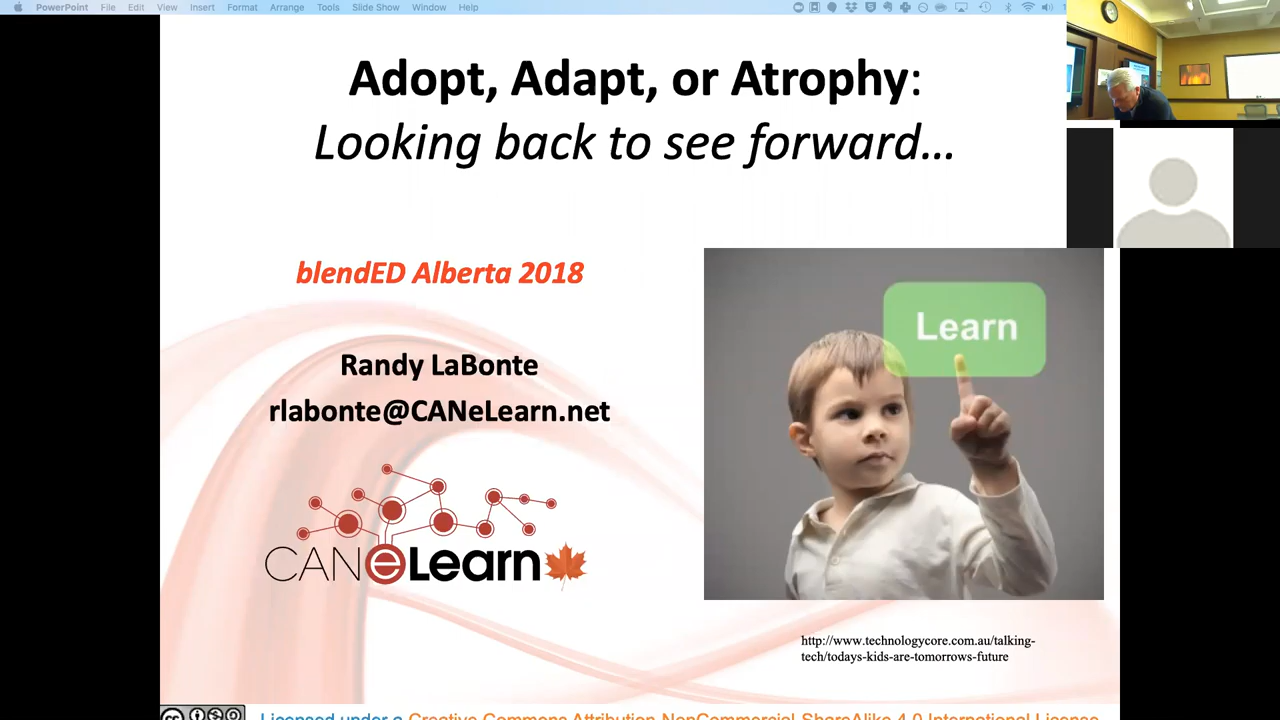 PowerPoint File Edit View Insert Format Arrange Tools Slide Show Window Help
Adopt, Adapt, or Atrophy:
Looking back to see forward…
blendED Alberta 2018
Learn
Randy LaBonte
rlabonte@CANeLearn.net
CANeLearn
http://www.technologycore.com.au/talking-
tech/todays-kids-are-tomorrows-future
Licensed under a Creative Commons Attribution-NonCommercial-ShareAlike 4.0 International License